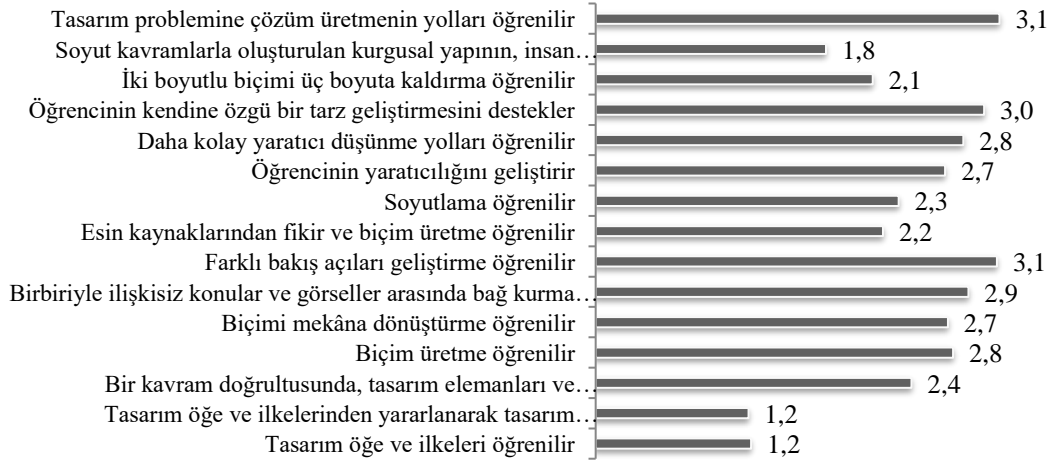 Tasarım problemine çözüm üretmenin yolları öğrenilir 3,1
Soyut kavramlarla oluşturulan kurgusal yapının, insan… 1,8
İki boyutlu biçimi üç boyuta kaldırma öğrenilir 2,1
Öğrencinin kendine özgü bir tarz geliştirmesini destekler 3,0
Daha kolay yaratıcı düşünme yolları öğrenilir 2,8
Öğrencinin yaratıcılığını geliştirir 2,7
Soyutlama öğrenilir 2,3
Esin kaynaklarından fikir ve biçim üretme öğrenilir 2,2
Farklı bakış açıları geliştirme öğrenilir 3,1
Birbiriyle ilişkisiz konular ve görseller arasında bağ kurma… 2,9
Biçimi mekâna dönüştürme öğrenilir 2,7
Biçim üretme öğrenilir 2,8
Bir kavram doğrultusunda, tasarım elemanları ve… 2,4
Tasarım öğe ve ilkelerinden yararlanarak tasarım… 1,2
Tasarım öğe ve ilkeleri öğrenilir 1,2